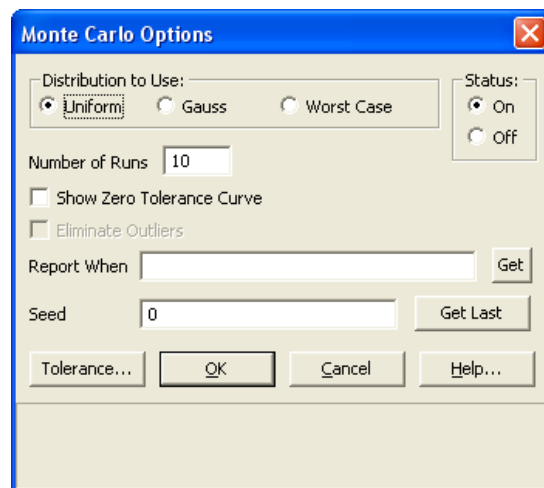 Monte Carlo Options
Distribution to Use:
Uniform Gauss Worst Case
Status:
On
Off
Number of Runs 10
Show Zero Tolerance Curve
Eliminate Outliers
Report When Get
Seed 0 Get Last
Tolerance... OK Cancel Help...